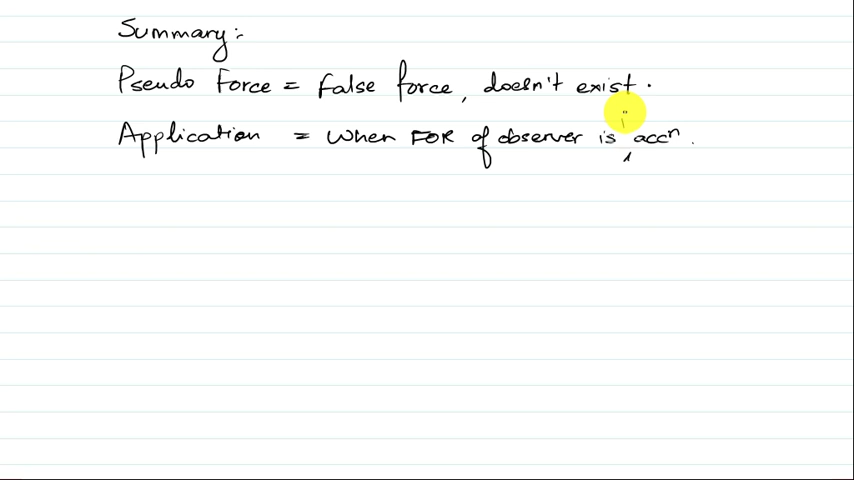 Summary:-
Pseudo Force = False force, doesn't exist.
Application = When FOR of observer is accⁿ.